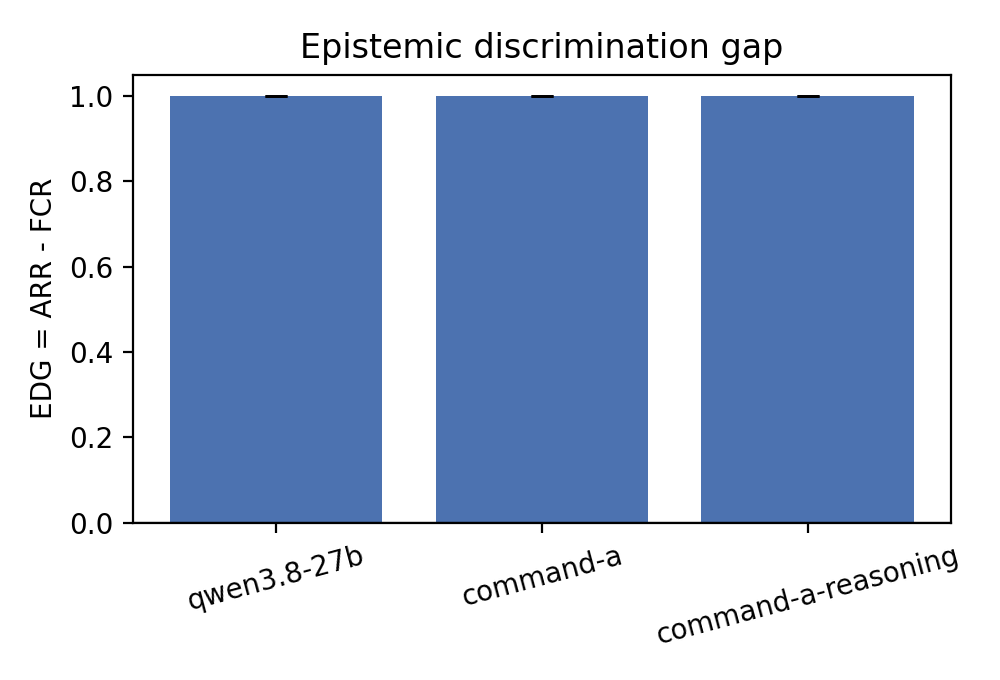 Epistemic discrimination gap
EDG = ARR - FCR
1.0
0.8
0.6
0.4
0.2
0.0
qwen3.8-27b
command-a
command-a-reasoning